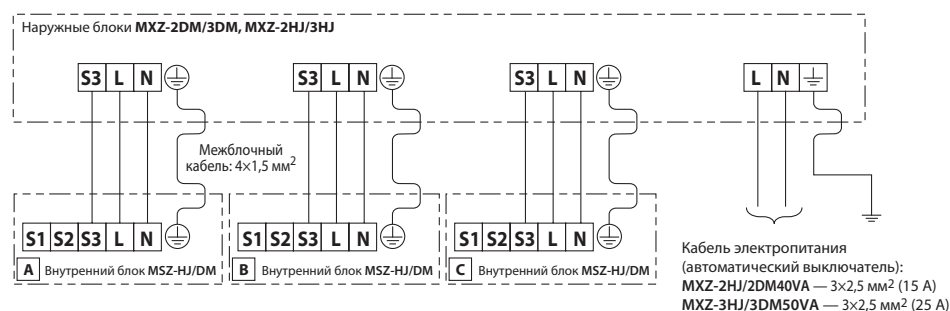 Наружные блоки MXZ-2DM/3DM, MXZ-2HJ/3HJ
S3 L N
S3 L N
S3 L N
L N
Межблочный
кабель: 4×1,5 мм²
S1 S2 S3 L N
S1 S2 S3 L N
S1 S2 S3 L N
A Внутренний блок MSZ-HJ/DM
B Внутренний блок MSZ-HJ/DM
C Внутренний блок MSZ-HJ/DM
Кабель электропитания
(автоматический выключатель):
MXZ-2HJ/2DM40VA — 3×2,5 мм² (15 А)
MXZ-3HJ/3DM50VA — 3×2,5 мм² (25 А)